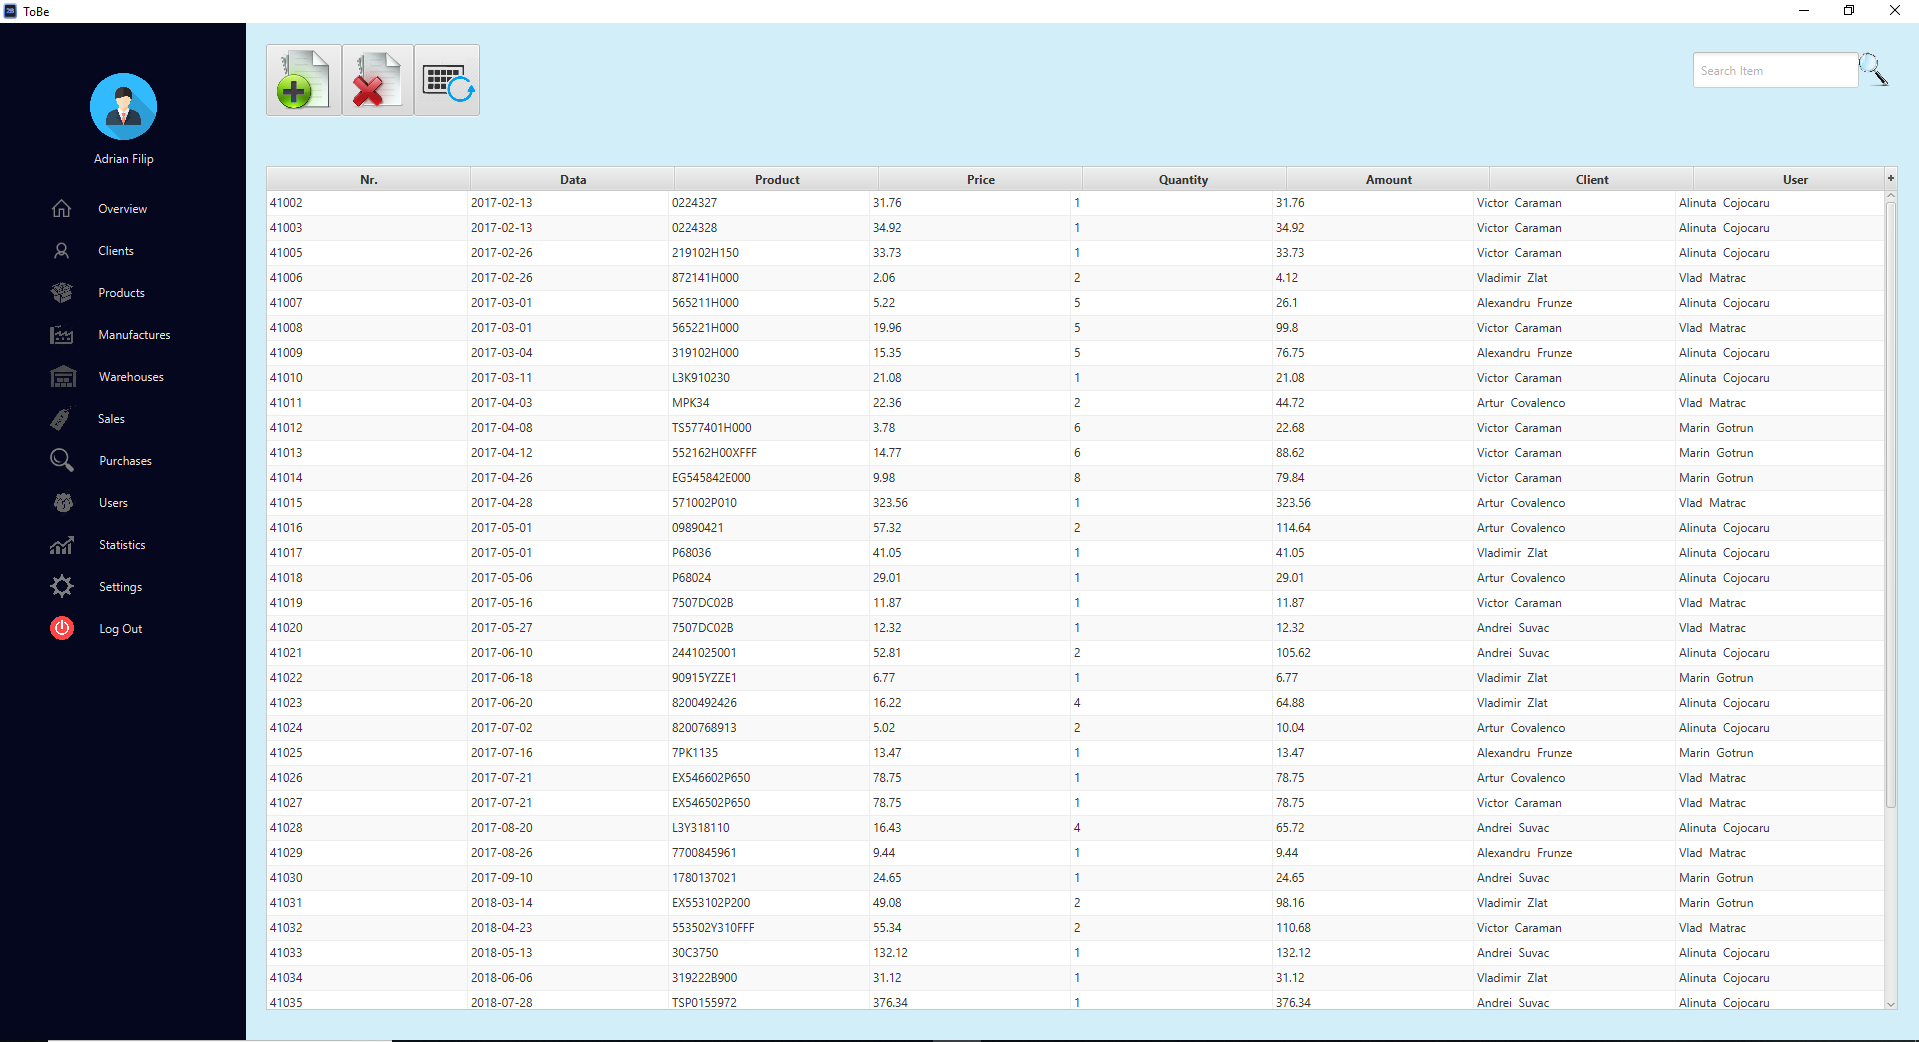 ToBe
Adrian Filip
Overview
Clients
Products
Manufactures
Warehouses
Sales
Purchases
Users
Statistics
Settings
Log Out
Search Item
Nr. Data Product Price Quantity Amount Client User +
41002 2017-02-13 0224327 31.76 1 31.76 Victor Caraman Alinuta Cojocaru
41003 2017-02-13 0224328 34.92 1 34.92 Victor Caraman Alinuta Cojocaru
41005 2017-02-26 219102H150 33.73 1 33.73 Victor Caraman Alinuta Cojocaru
41006 2017-02-26 872141H000 2.06 2 4.12 Vladimir Zlat Vlad Matrac
41007 2017-03-01 565211H000 5.22 5 26.1 Alexandru Frunze Alinuta Cojocaru
41008 2017-03-01 565221H000 19.96 5 99.8 Victor Caraman Vlad Matrac
41009 2017-03-04 319102H000 15.35 5 76.75 Alexandru Frunze Alinuta Cojocaru
41010 2017-03-11 L3K910230 21.08 1 21.08 Victor Caraman Alinuta Cojocaru
41011 2017-04-03 MPK34 22.36 2 44.72 Artur Covalenco Vlad Matrac
41012 2017-04-08 TS577401H000 3.78 6 22.68 Victor Caraman Marin Gotrun
41013 2017-04-12 552162H00XFFF 14.77 6 88.62 Victor Caraman Marin Gotrun
41014 2017-04-26 EG545842E000 9.98 8 79.84 Victor Caraman Marin Gotrun
41015 2017-04-28 571002P010 323.56 1 323.56 Artur Covalenco Vlad Matrac
41016 2017-05-01 09890421 57.32 2 114.64 Artur Covalenco Alinuta Cojocaru
41017 2017-05-01 P68036 41.05 1 41.05 Vladimir Zlat Alinuta Cojocaru
41018 2017-05-06 P68024 29.01 1 29.01 Artur Covalenco Alinuta Cojocaru
41019 2017-05-16 7507DC02B 11.87 1 11.87 Victor Caraman Vlad Matrac
41020 2017-05-27 7507DC02B 12.32 1 12.32 Andrei Suvac Vlad Matrac
41021 2017-06-10 2441025001 52.81 2 105.62 Andrei Suvac Alinuta Cojocaru
41022 2017-06-18 90915YZZE1 6.77 1 6.77 Vladimir Zlat Marin Gotrun
41023 2017-06-20 8200492426 16.22 4 64.88 Vladimir Zlat Alinuta Cojocaru
41024 2017-07-02 8200768913 5.02 2 10.04 Artur Covalenco Alinuta Cojocaru
41025 2017-07-16 7PK1135 13.47 1 13.47 Alexandru Frunze Marin Gotrun
41026 2017-07-21 EX546602P650 78.75 1 78.75 Artur Covalenco Vlad Matrac
41027 2017-07-21 EX546502P650 78.75 1 78.75 Victor Caraman Vlad Matrac
41028 2017-08-20 L3Y318110 16.43 4 65.72 Andrei Suvac Alinuta Cojocaru
41029 2017-08-26 7700845961 9.44 1 9.44 Alexandru Frunze Vlad Matrac
41030 2017-09-10 1780137021 24.65 1 24.65 Andrei Suvac Marin Gotrun
41031 2018-03-14 EX553102P200 49.08 2 98.16 Vladimir Zlat Marin Gotrun
41032 2018-04-23 553502Y310FFF 55.34 2 110.68 Victor Caraman Vlad Matrac
41033 2018-05-13 30C3750 132.12 1 132.12 Andrei Suvac Alinuta Cojocaru
41034 2018-06-06 319222B900 31.12 1 31.12 Vladimir Zlat Alinuta Cojocaru
41035 2018-07-28 TSP0155972 376.34 1 376.34 Andrei Suvac Alinuta Cojocaru